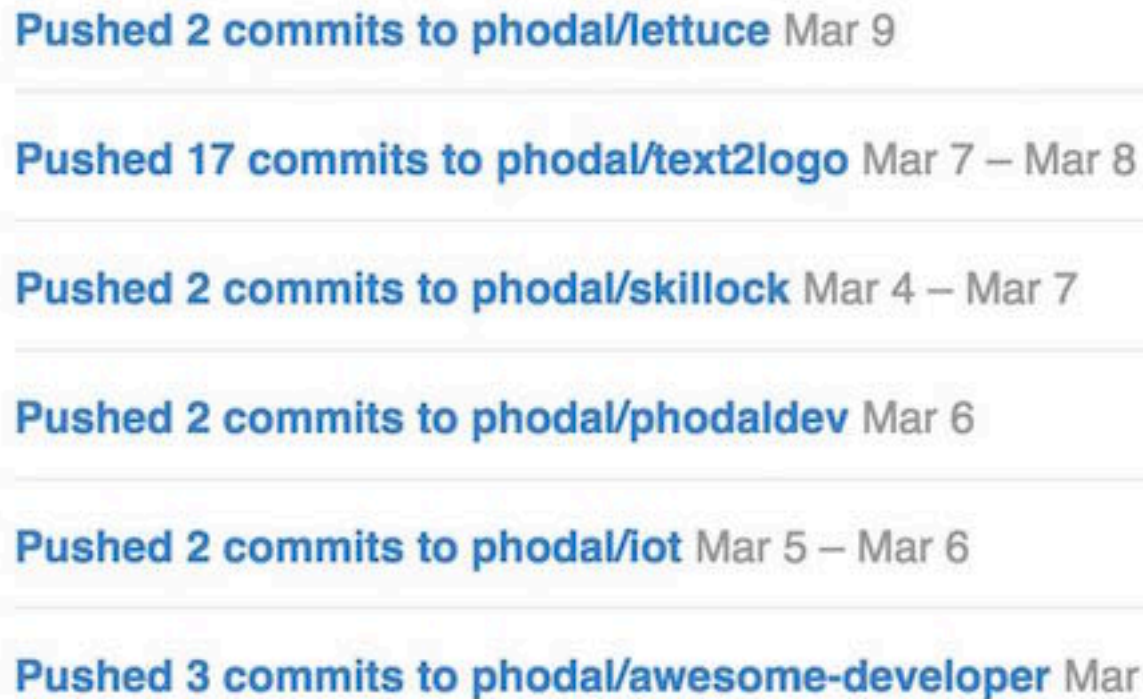 Pushed 2 commits to phodal/lettuce Mar 9
Pushed 17 commits to phodal/text2logo Mar 7 – Mar 8
Pushed 2 commits to phodal/skillock Mar 4 – Mar 7
Pushed 2 commits to phodal/phodaldev Mar 6
Pushed 2 commits to phodal/iot Mar 5 – Mar 6
Pushed 3 commits to phodal/awesome-developer Mar